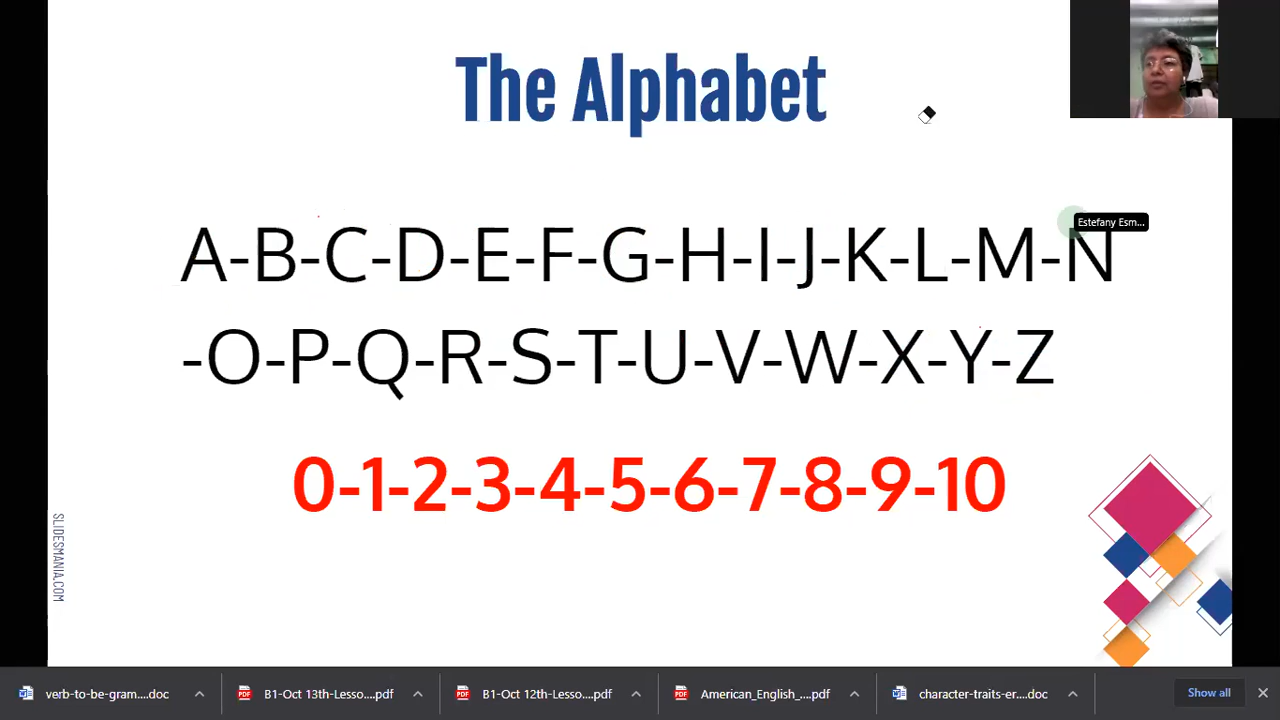 The Alphabet
Estefany Esm...
A-B-C-D-E-F-G-H-I-J-K-L-M-N
-O-P-Q-R-S-T-U-V-W-X-Y-Z
0-1-2-3-4-5-6-7-8-9-10
SLIDESMANIA.COM
verb-to-be-gram....doc
B1-Oct 13th-Lesso....pdf
B1-Oct 12th-Lesso....pdf
American_English_....pdf
character-traits-er....doc
Show all